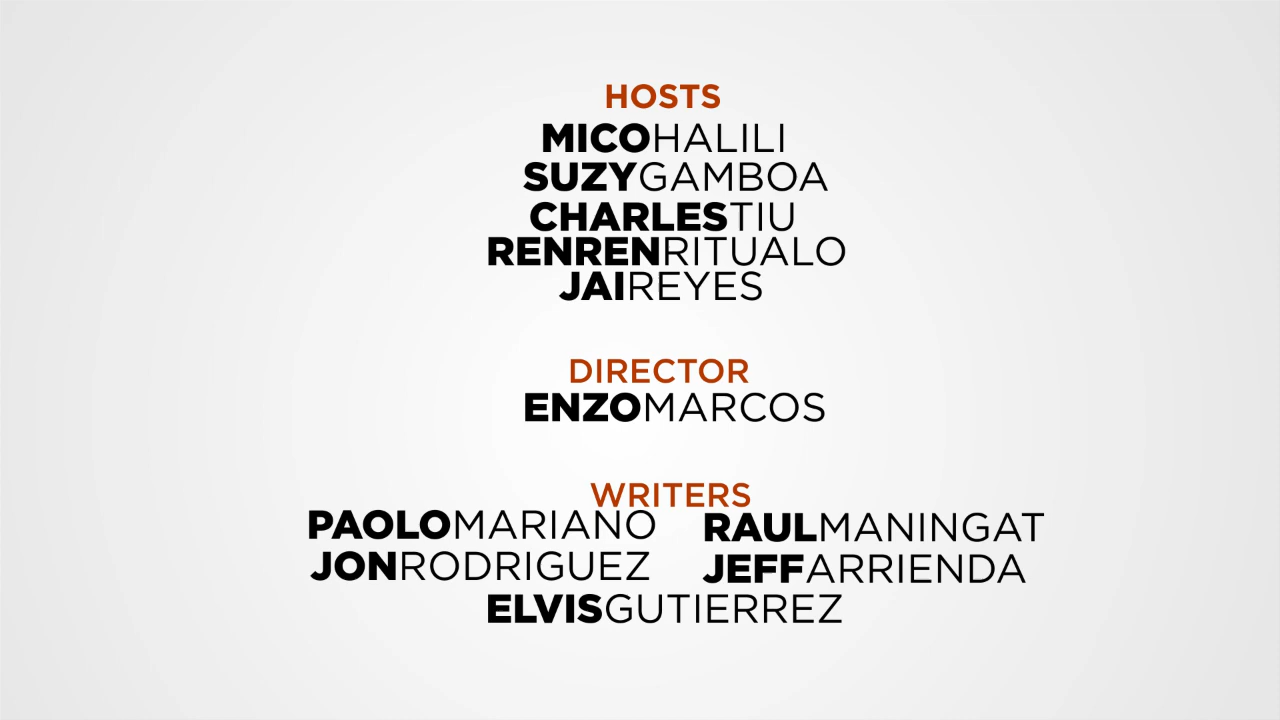 HOSTS
MICOHALILI
SUZYGAMBOA
CHARLESTIU
RENRENRITUALO
JAIREYES
DIRECTOR
ENZOMARCOS
WRITERS
PAOLOMARIANO RAULMANINGAT
JONRODRIGUEZ JEFFARRIENDA
ELVISGUTIERREZ